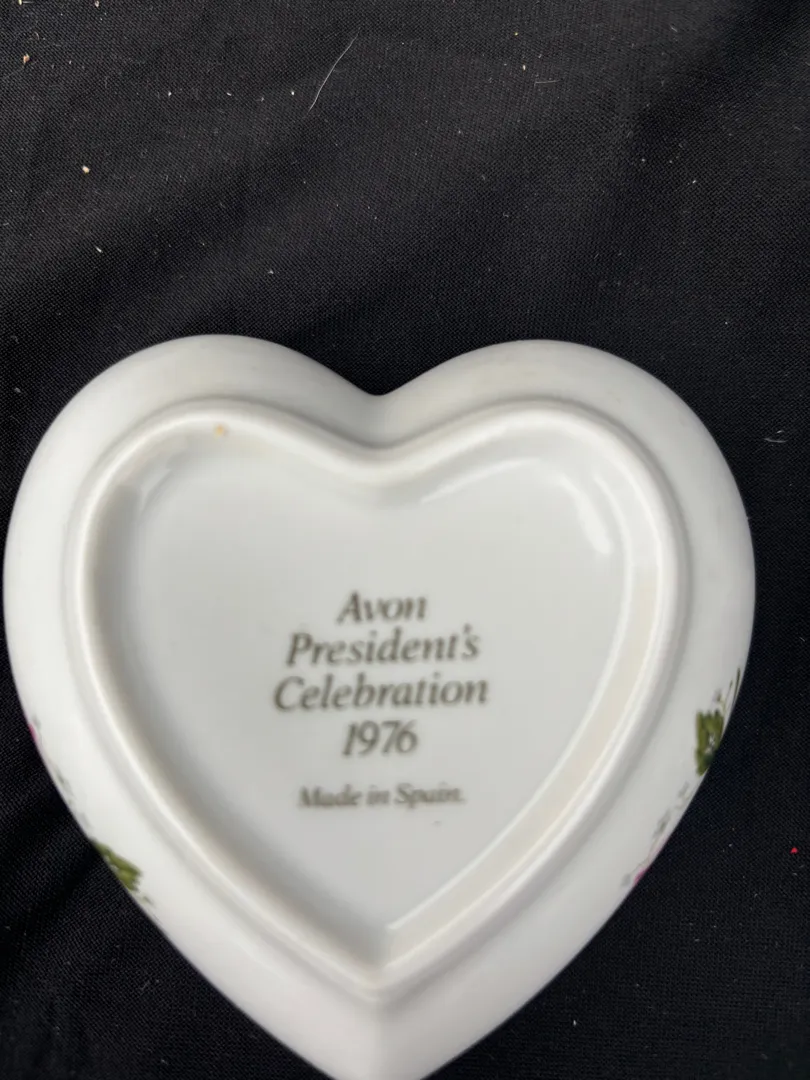 Avon
President's
Celebration
1976
Made in Spain.